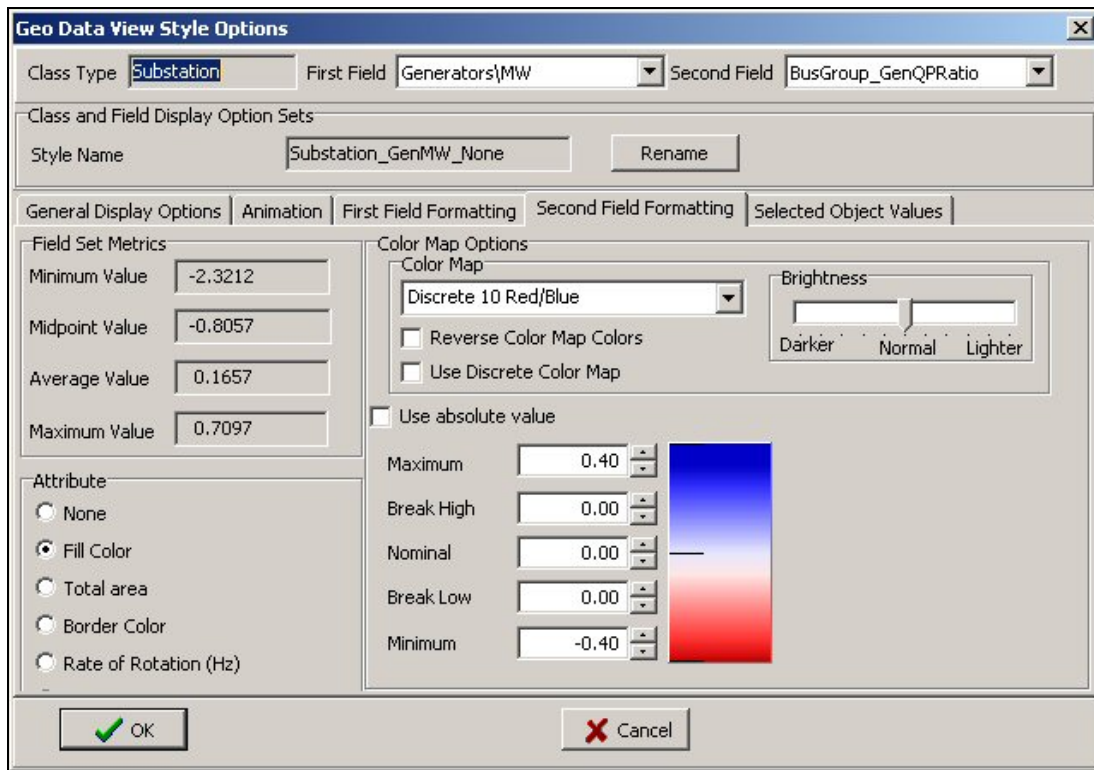 Geo Data View Style Options
Class Type Substation First Field Generators\MW Second Field BusGroup_GenQPRatio
Class and Field Display Option Sets
Style Name Substation_GenMW_None Rename
General Display Options Animation First Field Formatting Second Field Formatting Selected Object Values
Field Set Metrics
Minimum Value -2.3212
Midpoint Value -0.8057
Average Value 0.1657
Maximum Value 0.7097
Attribute
None
Fill Color
Total area
Border Color
Rate of Rotation (Hz)
Color Map Options
Color Map
Discrete 10 Red/Blue
Reverse Color Map Colors
Use Discrete Color Map
Brightness
Darker Normal Lighter
Use absolute value
Maximum 0.40
Break High 0.00
Nominal 0.00
Break Low 0.00
Minimum -0.40
OK Cancel